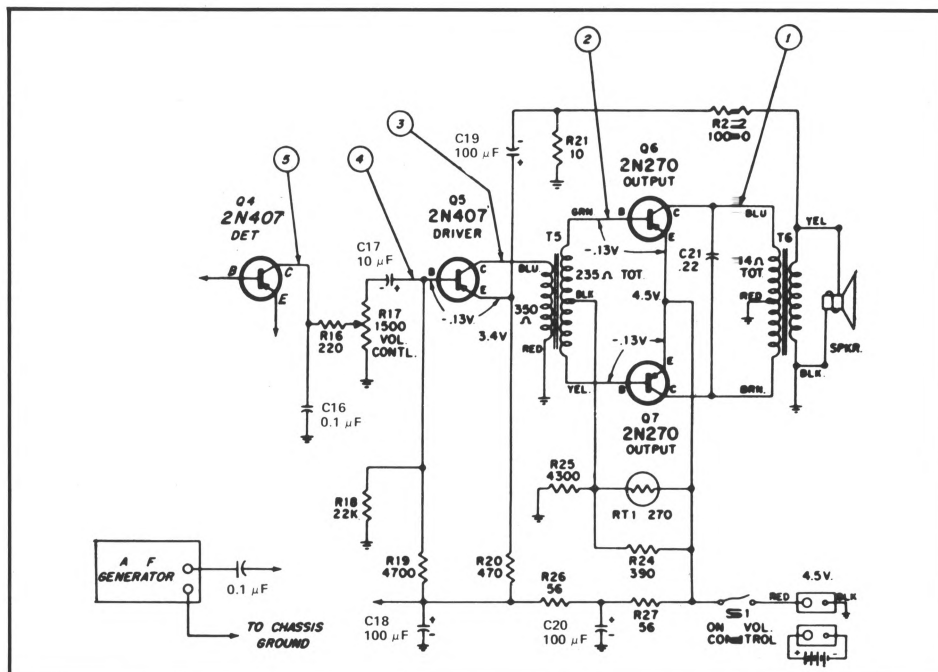 5
4
3
2
1
Q4
2N407
DET
B
C
E
C16
0.1 µF
R16
220
R17
1500
VOL.
CONTL.
C17
10 µF
- +
Q5
2N407
DRIVER
B
C
E
-.13V
3.4V
C19
100 µF
-
+
BLU
350
Ω
RED
T5
GRN
235Ω TOT.
BLK
YEL.
R21
10
Q6
2N270
OUTPUT
B
C
E
-.13V
4.5V
-.13V
B
E
C
Q7
2N270
OUTPUT
C21
.22
BLU
TOT
RED
BRN.
T6
YEL
BLK.
SPKR.
R25
4300
RT1 270
R24
390
R18
22K
R19
4700
R20
470
R26
56
R27
56
C18
100 µF
+
-
C20
100 µF
+
-
S1
ON VOL.
RED
4.5V.
BLK
+ -
A F
GENERATOR
0.1 µF
TO CHASSIS
GROUND